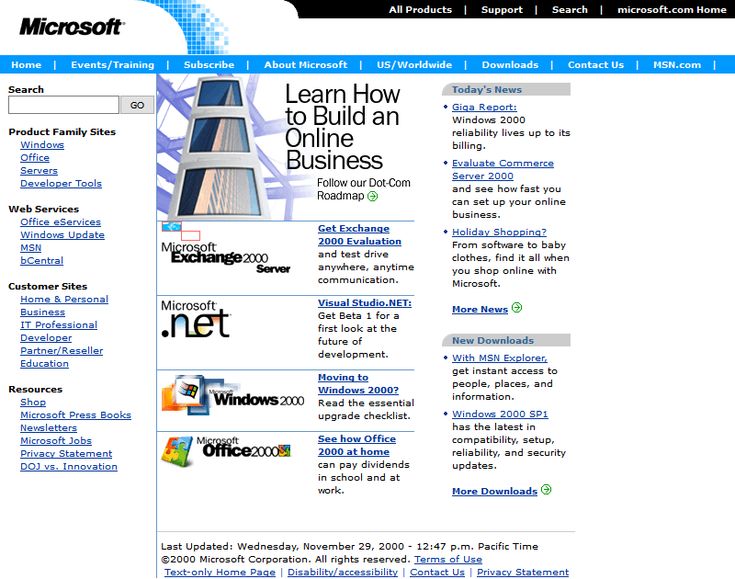 All Products | Support | Search | microsoft.com Home
Microsoft
Home | Events/Training | Subscribe | About Microsoft | US/Worldwide | Downloads | Contact Us | MSN.com |
Search
GO
Product Family Sites
Windows
Office
Servers
Developer Tools
Web Services
Office eServices
Windows Update
MSN
bCentral
Customer Sites
Home & Personal
Business
IT Professional
Developer
Partner/Reseller
Education
Resources
Shop
Microsoft Press Books
Newsletters
Microsoft Jobs
Privacy Statement
DOJ vs. Innovation
Learn How
to Build an
Online
Business
Follow our Dot-Com
Roadmap
Microsoft
Exchange2000
Server
Get Exchange
2000 Evaluation
and test drive
anywhere, anytime
communication.
Microsoft
.net
Visual Studio.NET:
Get Beta 1 for a
first look at the
future of
development.
Microsoft
Windows 2000
Moving to
Windows 2000?
Read the essential
upgrade checklist.
Microsoft
Office2000
See how Office
2000 at home
can pay dividends
in school and at
work.
Today's News
Giga Report:
Windows 2000
reliability lives up to its
billing.
Evaluate Commerce
Server 2000
and see how fast you
can set up your online
business.
Holiday Shopping?
From software to baby
clothes, find it all when
you shop online with
Microsoft.
More News
New Downloads
With MSN Explorer,
get instant access to
people, places, and
information.
Windows 2000 SP1
has the latest in
compatibility, setup,
reliability, and security
updates.
More Downloads
Last Updated: Wednesday, November 29, 2000 - 12:47 p.m. Pacific Time
©2000 Microsoft Corporation. All rights reserved. Terms of Use
Text-only Home Page | Disability/accessibility | Contact Us | Privacy Statement